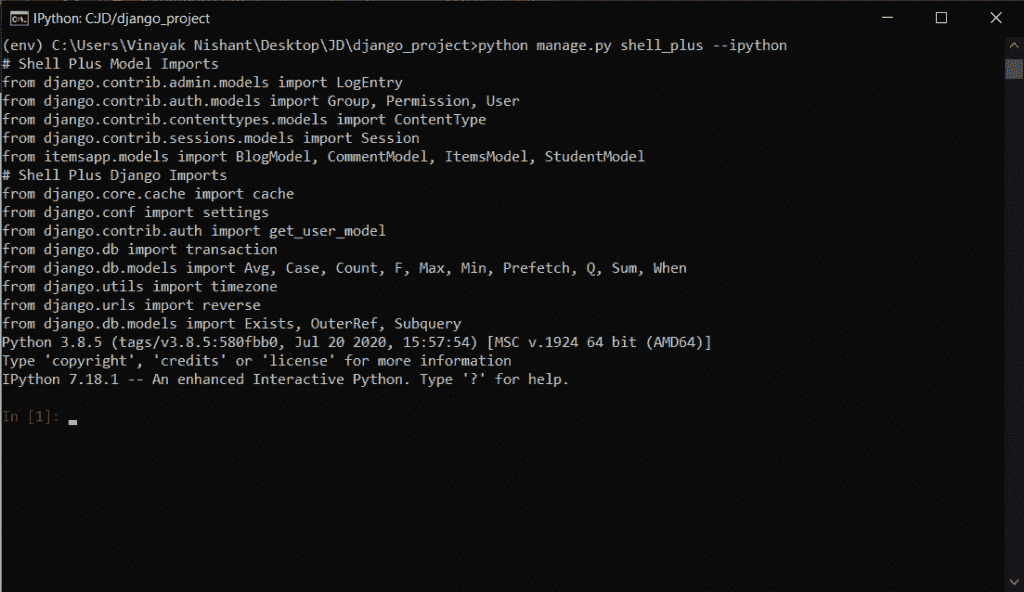 IPython: CJD/django_project
(env) C:\Users\Vinayak Nishant\Desktop\JD\django_project>python manage.py shell_plus --ipython
# Shell Plus Model Imports
from django.contrib.admin.models import LogEntry
from django.contrib.auth.models import Group, Permission, User
from django.contrib.contenttypes.models import ContentType
from django.contrib.sessions.models import Session
from itemsapp.models import BlogModel, CommentModel, ItemsModel, StudentModel
# Shell Plus Django Imports
from django.core.cache import cache
from django.conf import settings
from django.contrib.auth import get_user_model
from django.db import transaction
from django.db.models import Avg, Case, Count, F, Max, Min, Prefetch, Q, Sum, When
from django.utils import timezone
from django.urls import reverse
from django.db.models import Exists, OuterRef, Subquery
Python 3.8.5 (tags/v3.8.5:580fbb0, Jul 20 2020, 15:57:54) [MSC v.1924 64 bit (AMD64)]
Type 'copyright', 'credits' or 'license' for more information
IPython 7.18.1 -- An enhanced Interactive Python. Type '?' for help.
In [1]: